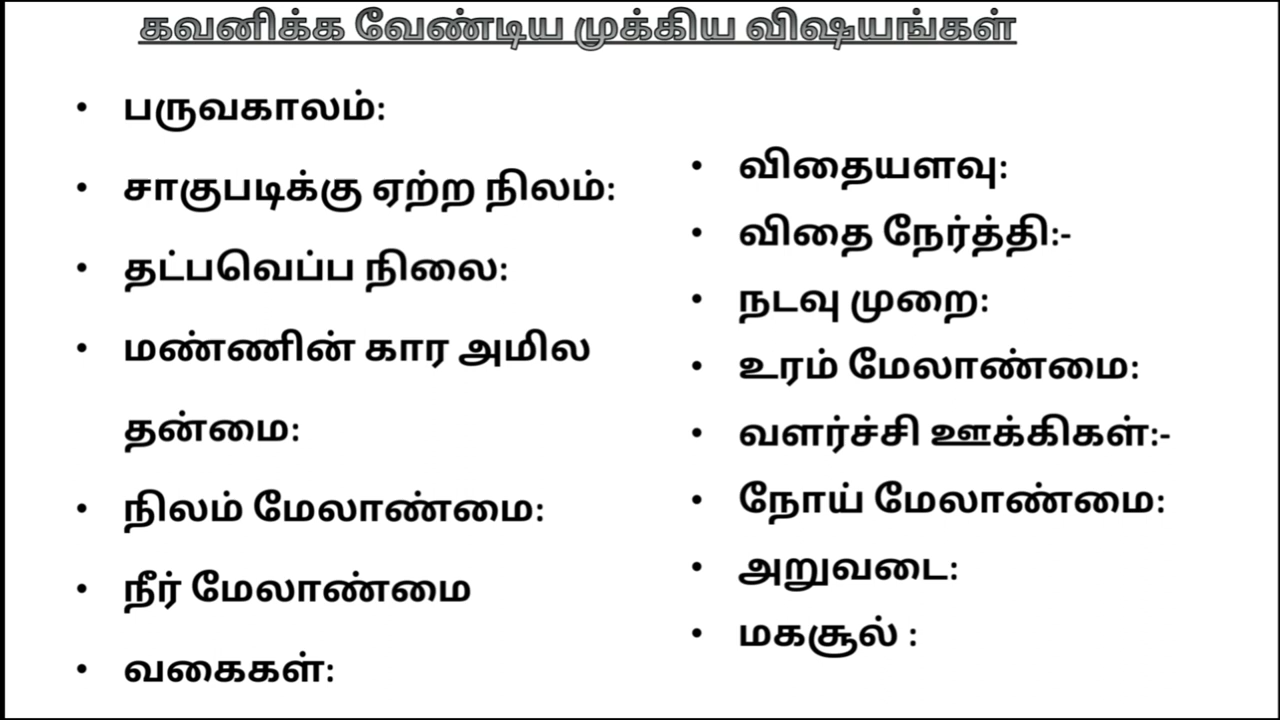 கவனிக்க வேண்டிய முக்கிய விஷயங்கள்
• பருவகாலம்:
• சாகுபடிக்கு ஏற்ற நிலம்:
• தட்பவெப்ப நிலை:
• மண்ணின் கார அமில
தன்மை:
• நிலம் மேலாண்மை:
• நீர் மேலாண்மை
• வகைகள்:
• விதையளவு:
• விதை நேர்த்தி:-
• நடவு முறை:
• உரம் மேலாண்மை:
• வளர்ச்சி ஊக்கிகள்:-
• நோய் மேலாண்மை:
• அறுவடை:
• மகசூல் :